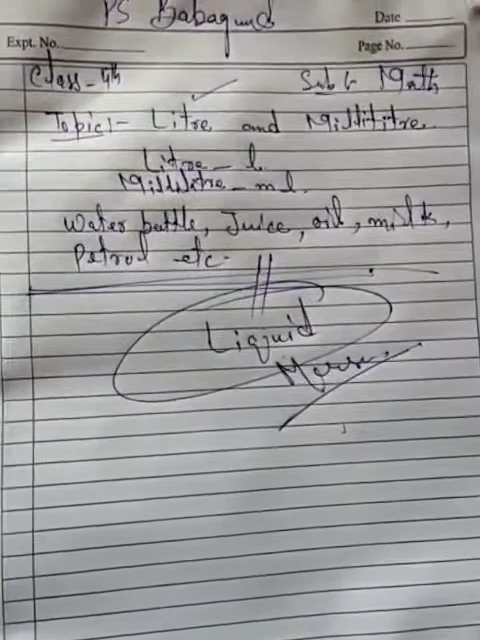 PS Babagund
Date
Expt. No.
Page No.
Class - 4th
Sub :- Math
Topic :- Litre and Millilitre.
Litre - l.
Millilitre - ml.
Water bottle, Juice, oil, milk,
Petrol etc.
Liquid